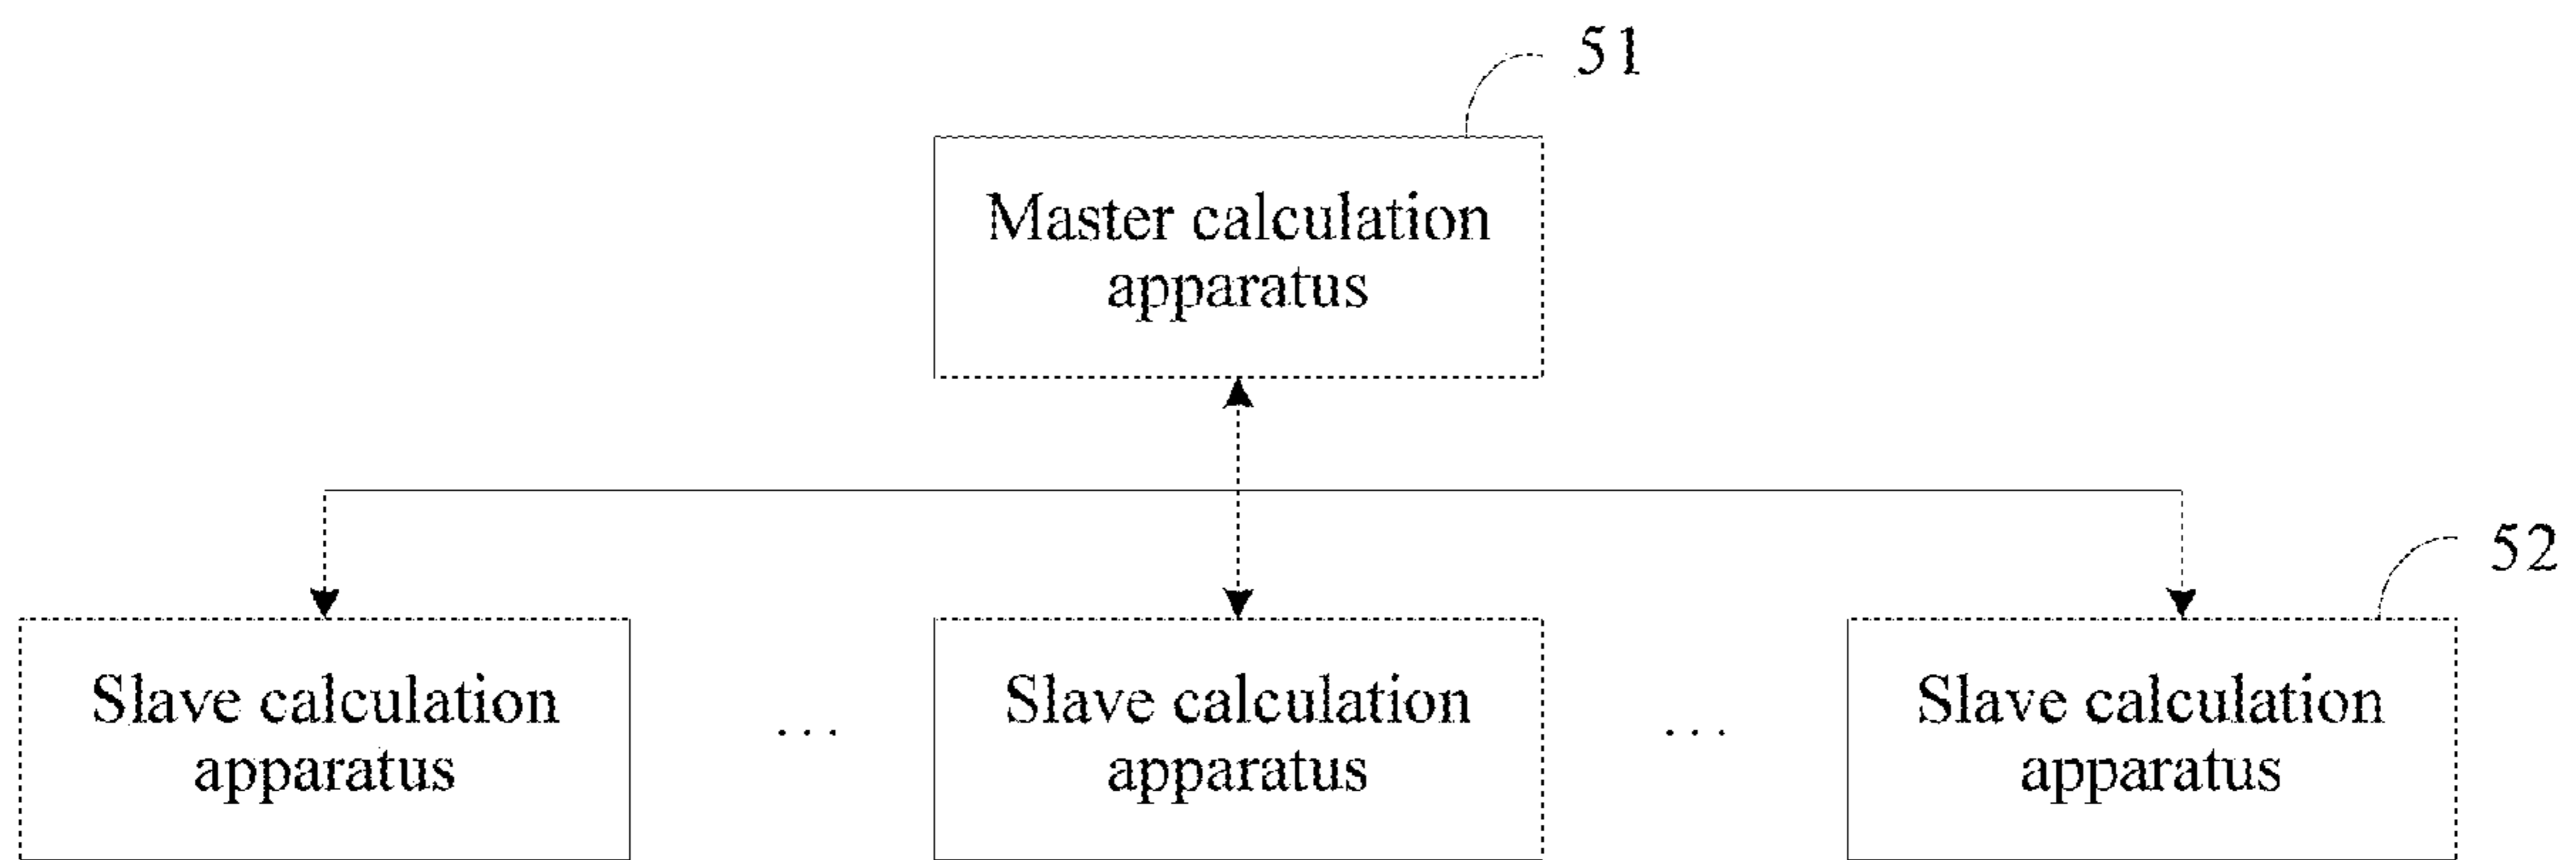 51
Master calculation
apparatus
52
Slave calculation
apparatus
...
Slave calculation
apparatus
...
Slave calculation
apparatus